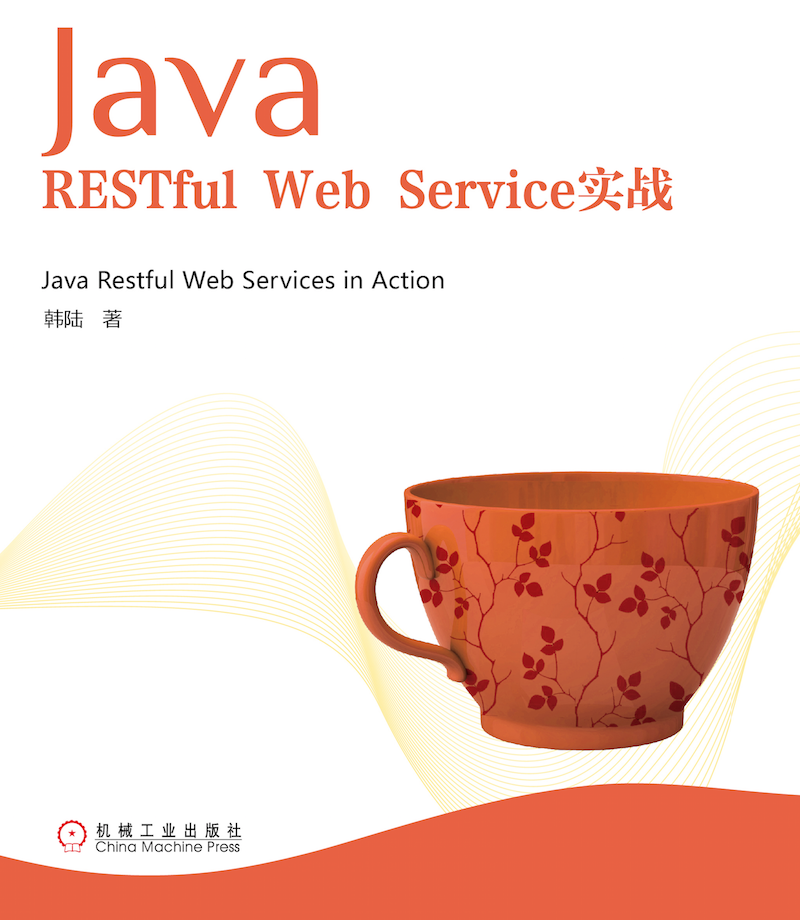 Java
RESTful Web Service实战
Java Restful Web Services in Action
韩陆 著
机械工业出版社
China Machine Press